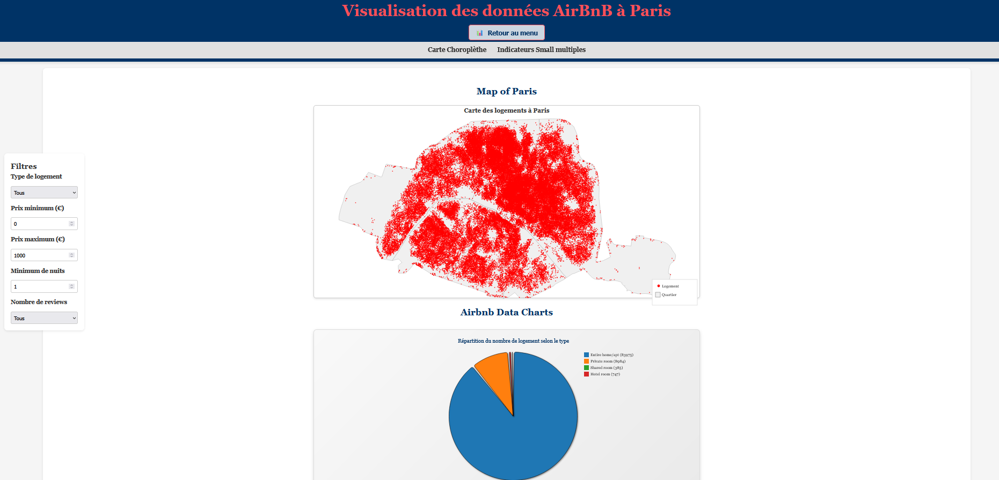 Visualisation des données AirBnB à Paris
Retour au menu
Carte Choroplèthe Indicateurs Small multiples
Map of Paris
Carte des logements à Paris
Logement
Quartier
Filtres
Type de logement
Tous
Prix minimum (€)
0
Prix maximum (€)
1000
Minimum de nuits
1
Nombre de reviews
Tous
Airbnb Data Charts
Répartition du nombre de logement selon le type
Entire home/apt (83975)
Private room (8984)
Shared room (385)
Hotel room (747)